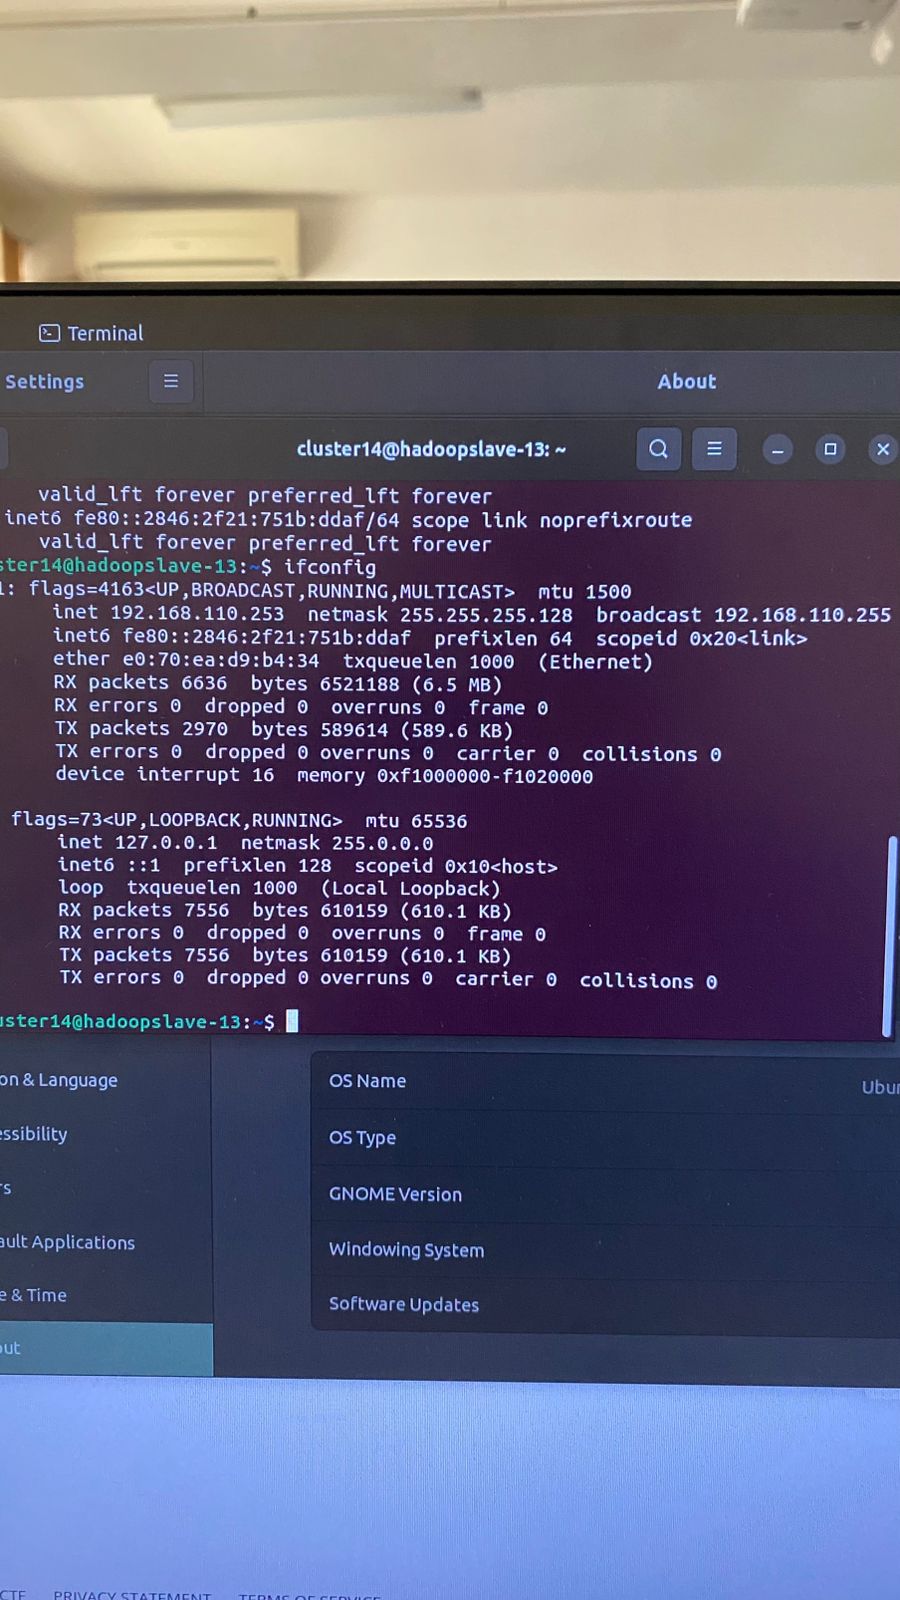 Terminal
Settings
About
cluster14@hadoopslave-13: ~
valid_lft forever preferred_lft forever
inet6 fe80::2846:2f21:751b:ddaf/64 scope link noprefixroute
valid_lft forever preferred_lft forever
ster14@hadoopslave-13:~$ ifconfig
1: flags=4163<UP,BROADCAST,RUNNING,MULTICAST>  mtu 1500
inet 192.168.110.253  netmask 255.255.255.128  broadcast 192.168.110.255
inet6 fe80::2846:2f21:751b:ddaf  prefixlen 64  scopeid 0x20<link>
ether e0:70:ea:d9:b4:34  txqueuelen 1000  (Ethernet)
RX packets 6636  bytes 6521188 (6.5 MB)
RX errors 0  dropped 0  overruns 0  frame 0
TX packets 2970  bytes 589614 (589.6 KB)
TX errors 0  dropped 0 overruns 0  carrier 0  collisions 0
device interrupt 16  memory 0xf1000000-f1020000
flags=73<UP,LOOPBACK,RUNNING>  mtu 65536
inet 127.0.0.1  netmask 255.0.0.0
inet6 ::1  prefixlen 128  scopeid 0x10<host>
loop  txqueuelen 1000  (Local Loopback)
RX packets 7556  bytes 610159 (610.1 KB)
RX errors 0  dropped 0  overruns 0  frame 0
TX packets 7556  bytes 610159 (610.1 KB)
TX errors 0  dropped 0 overruns 0  carrier 0  collisions 0
uster14@hadoopslave-13:~$
on & Language
essibility
rs
ault Applications
e & Time
out
OS Name
Ubu
OS Type
GNOME Version
Windowing System
Software Updates
PRIVACY STATEMENT
TERMS OF SERVICE